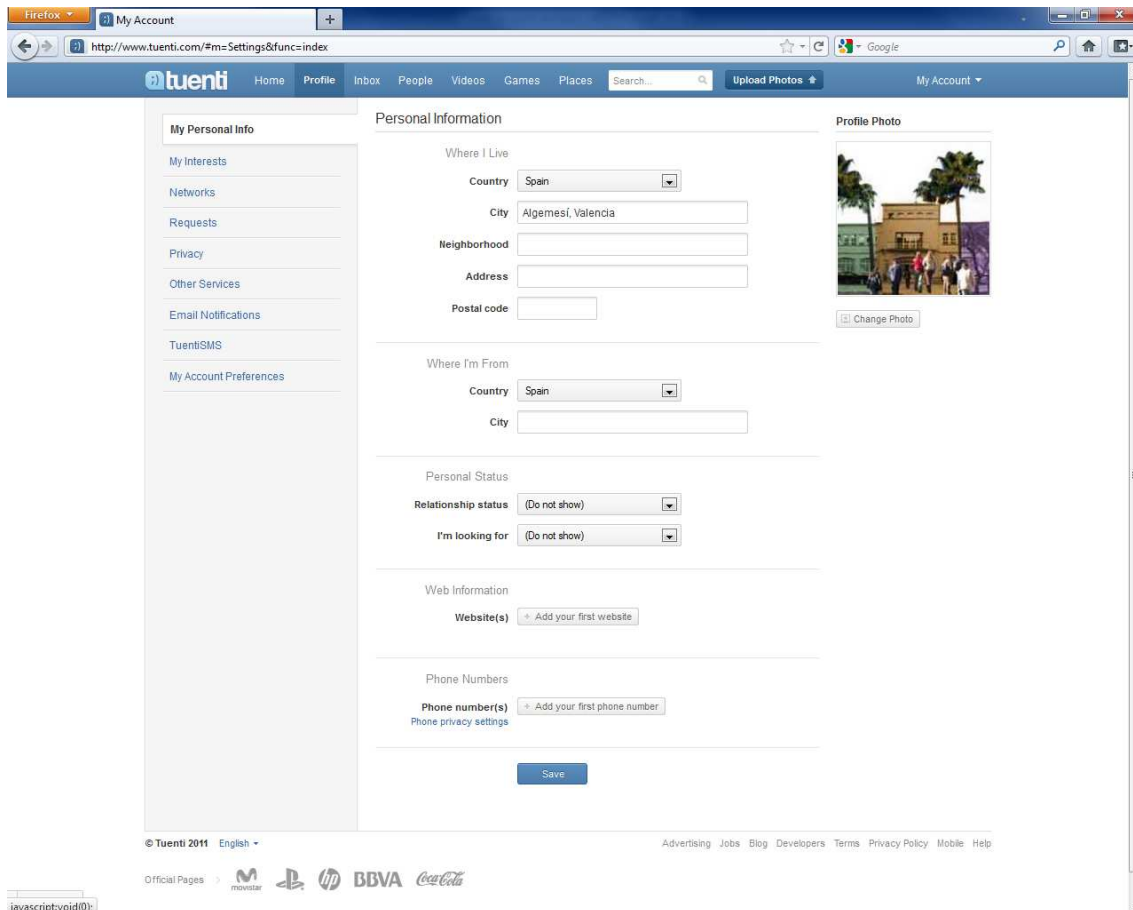 Firefox
My Account
http://www.tuenti.com/#m=Settings&func=index
Google
tuenti Home Profile Inbox People Videos Games Places Search... Upload Photos My Account
My Personal Info
My Interests
Networks
Requests
Privacy
Other Services
Email Notifications
TuentiSMS
My Account Preferences
Personal Information
Where I Live
Country Spain
City Algemesí, Valencia
Neighborhood
Address
Postal code
Where I'm From
Country Spain
City
Personal Status
Relationship status (Do not show)
I'm looking for (Do not show)
Web Information
Website(s) + Add your first website
Phone Numbers
Phone number(s) + Add your first phone number
Phone privacy settings
Save
Profile Photo
Change Photo
© Tuenti 2011 English
Advertising Jobs Blog Developers Terms Privacy Policy Mobile Help
Official Pages movistar hp BBVA Coca-Cola
javascript:void(0);